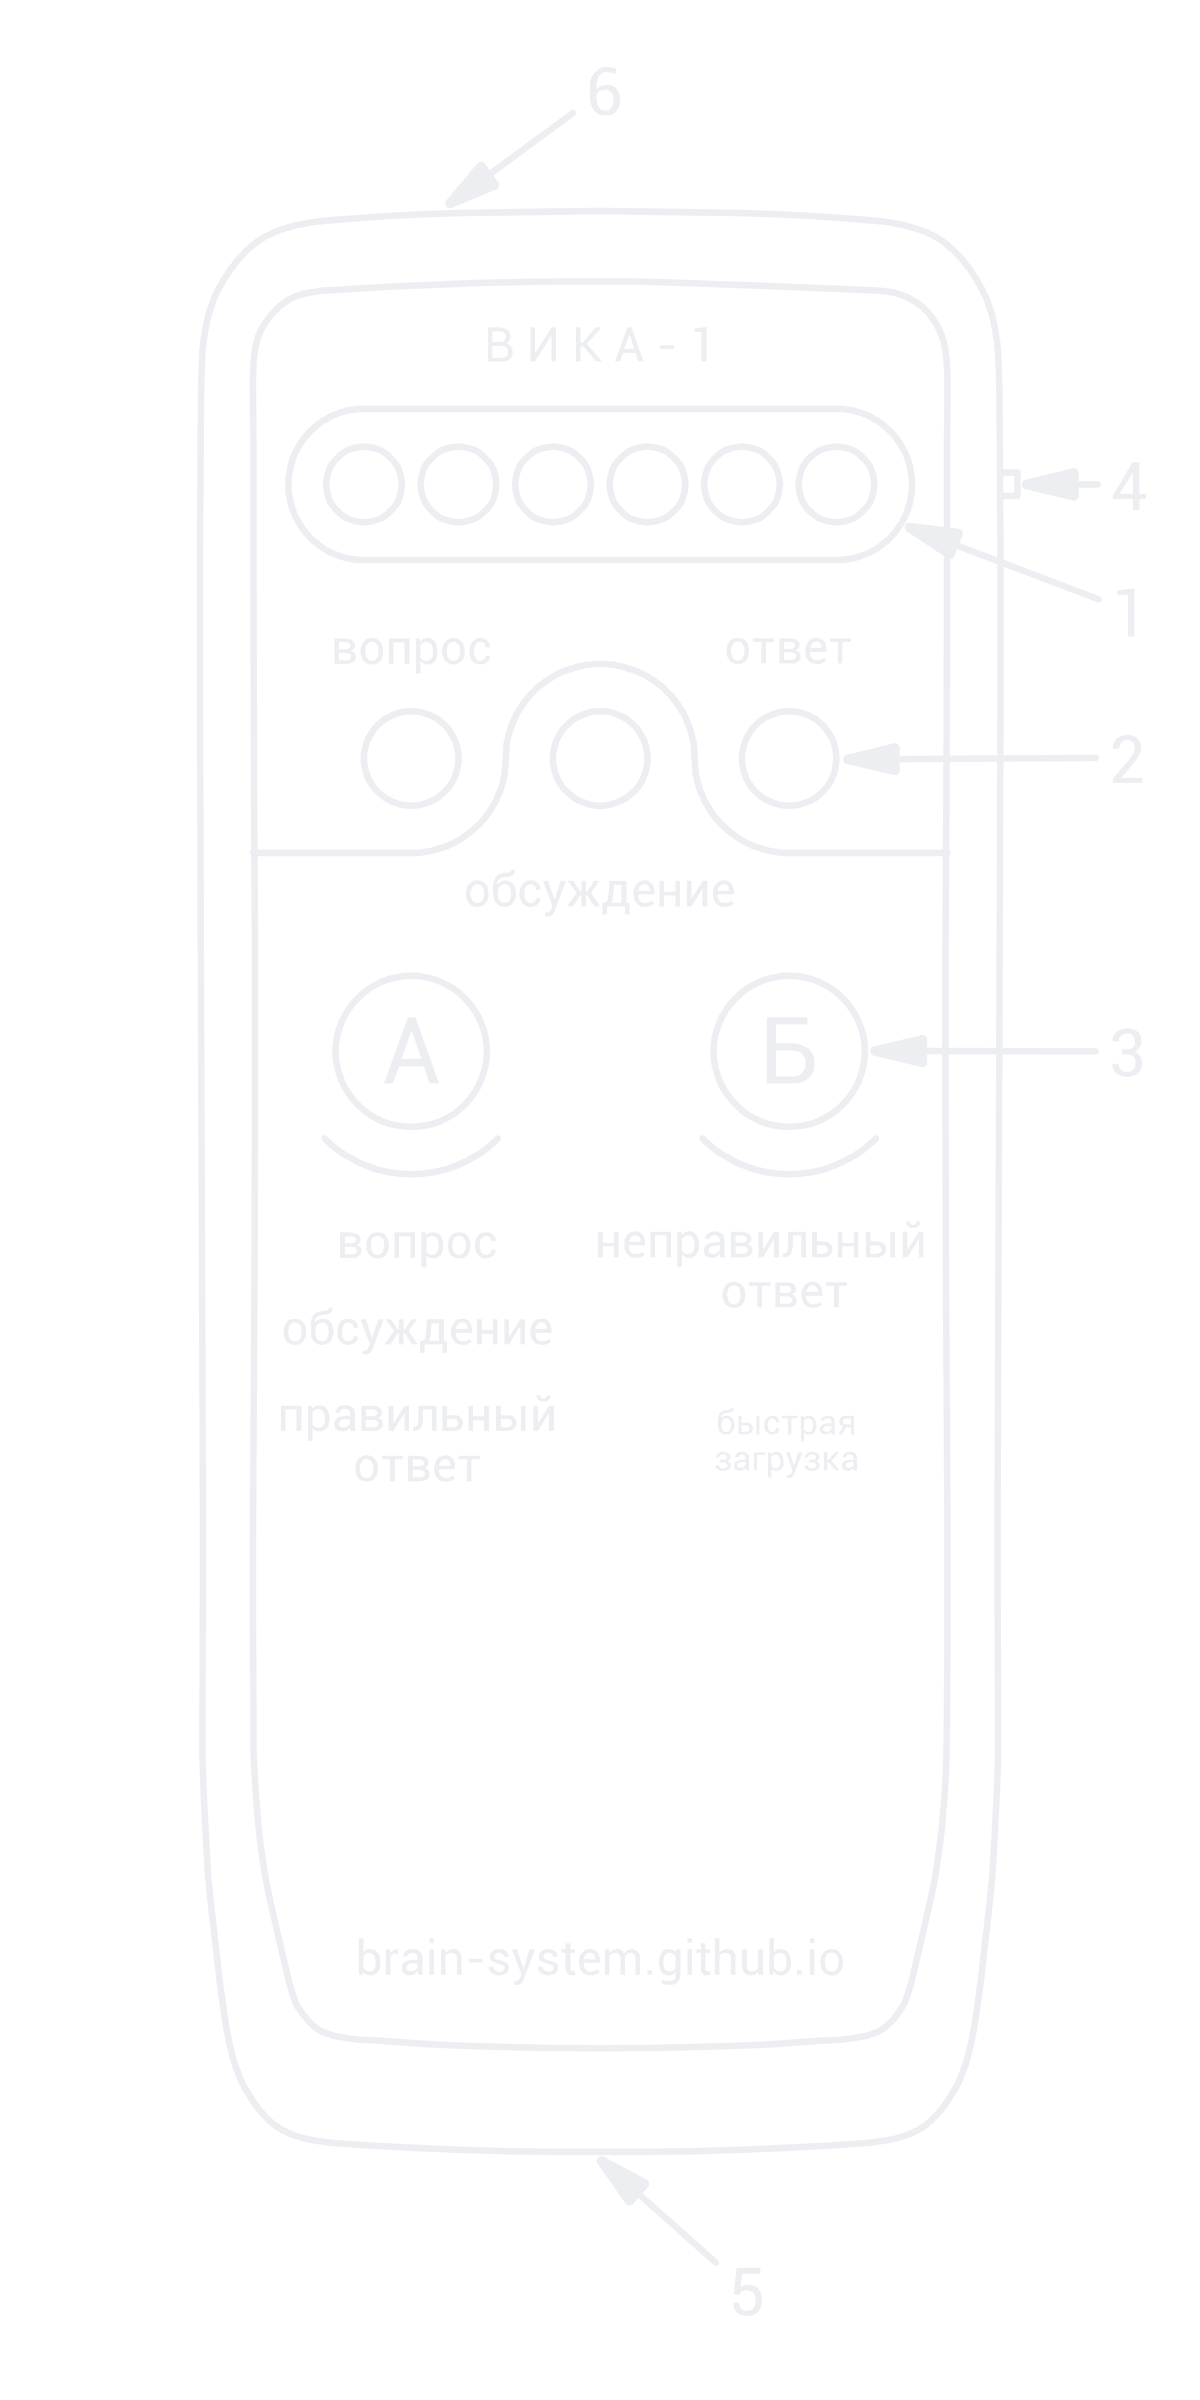 6
ВИКА-1
4
1
вопрос
ответ
2
обсуждение
А
Б
3
вопрос
неправильный
ответ
обсуждение
правильный
ответ
быстрая
загрузка
brain-system.github.io
5